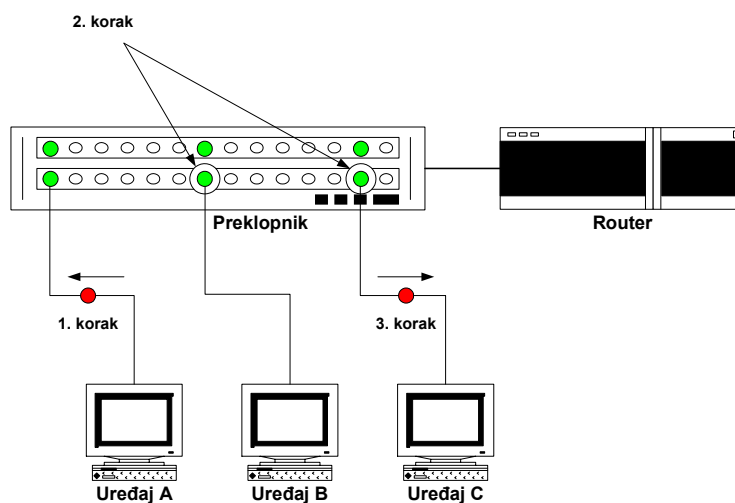 2. korak
Preklopnik
Router
1. korak
3. korak
Uređaj A
Uređaj B
Uređaj C